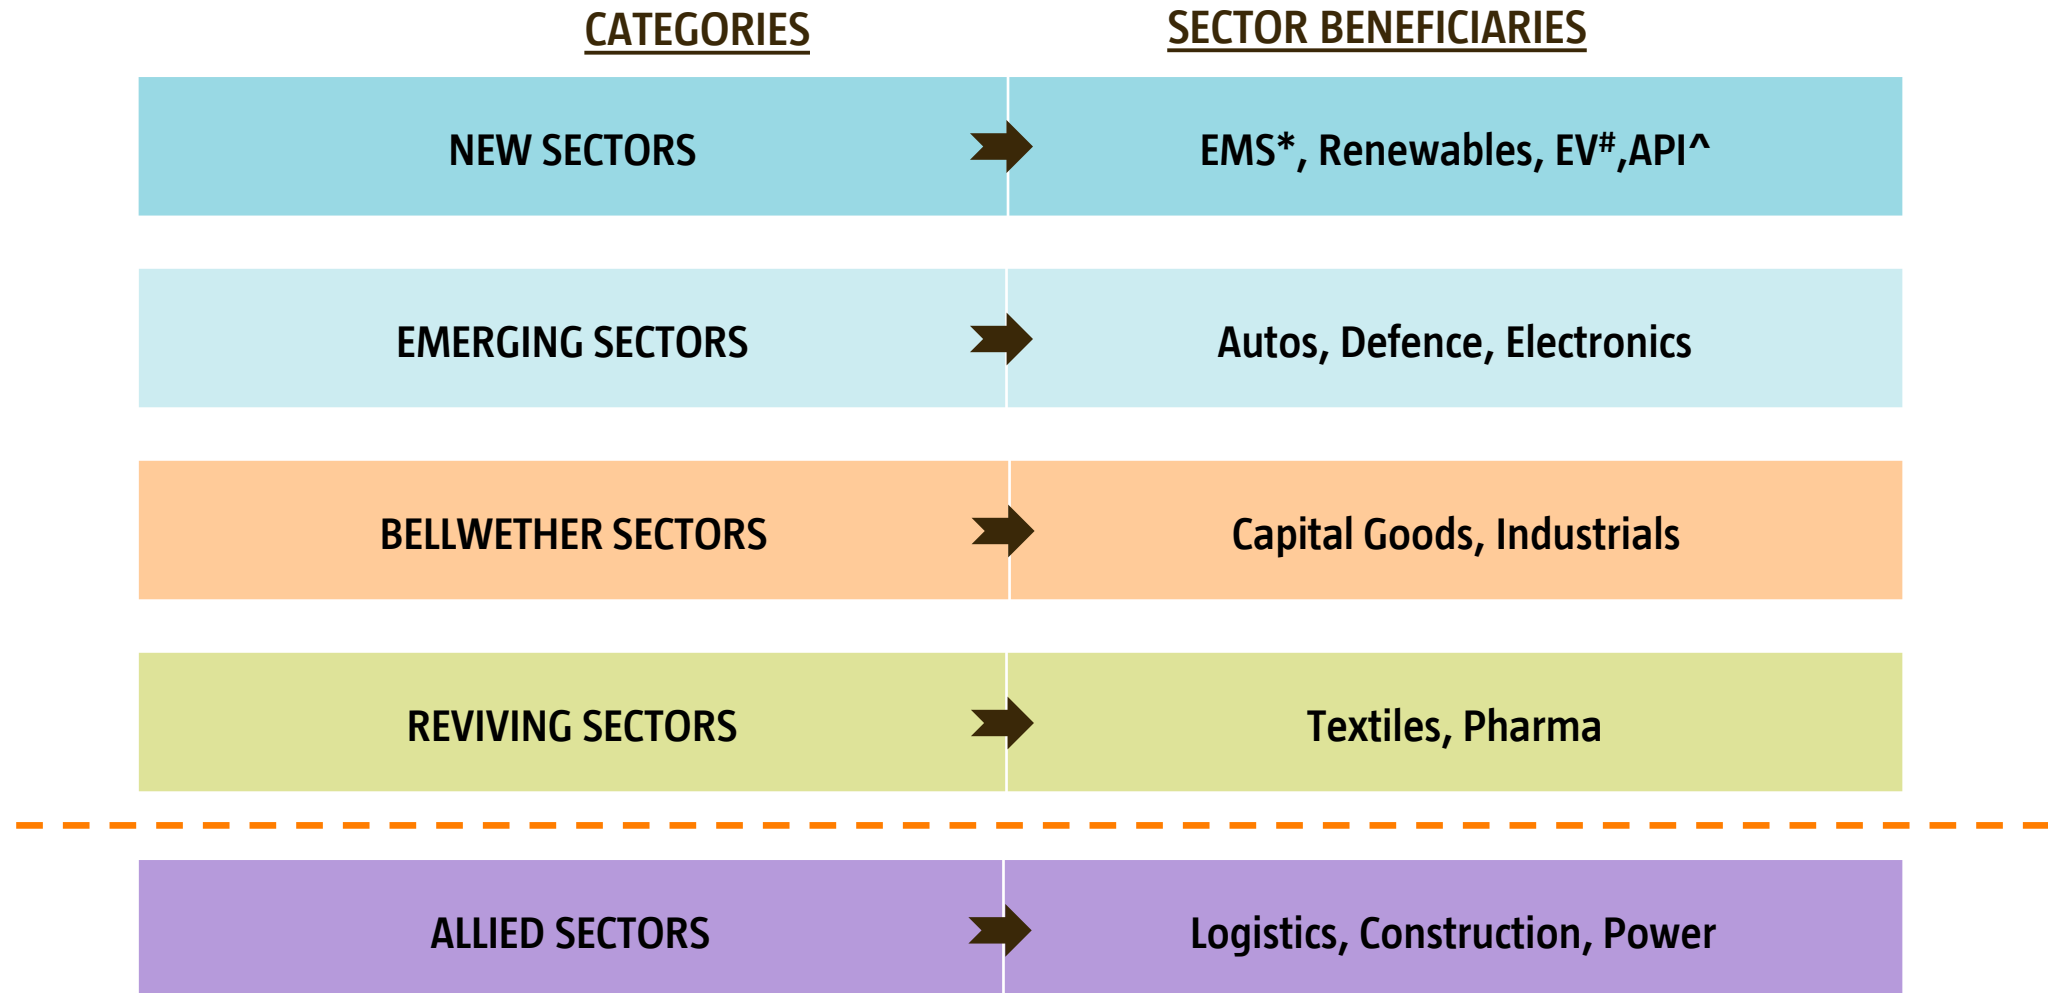 CATEGORIES SECTOR BENEFICIARIES
NEW SECTORS EMS*, Renewables, EV#,API^
EMERGING SECTORS Autos, Defence, Electronics
BELLWETHER SECTORS Capital Goods, Industrials
REVIVING SECTORS Textiles, Pharma
ALLIED SECTORS Logistics, Construction, Power